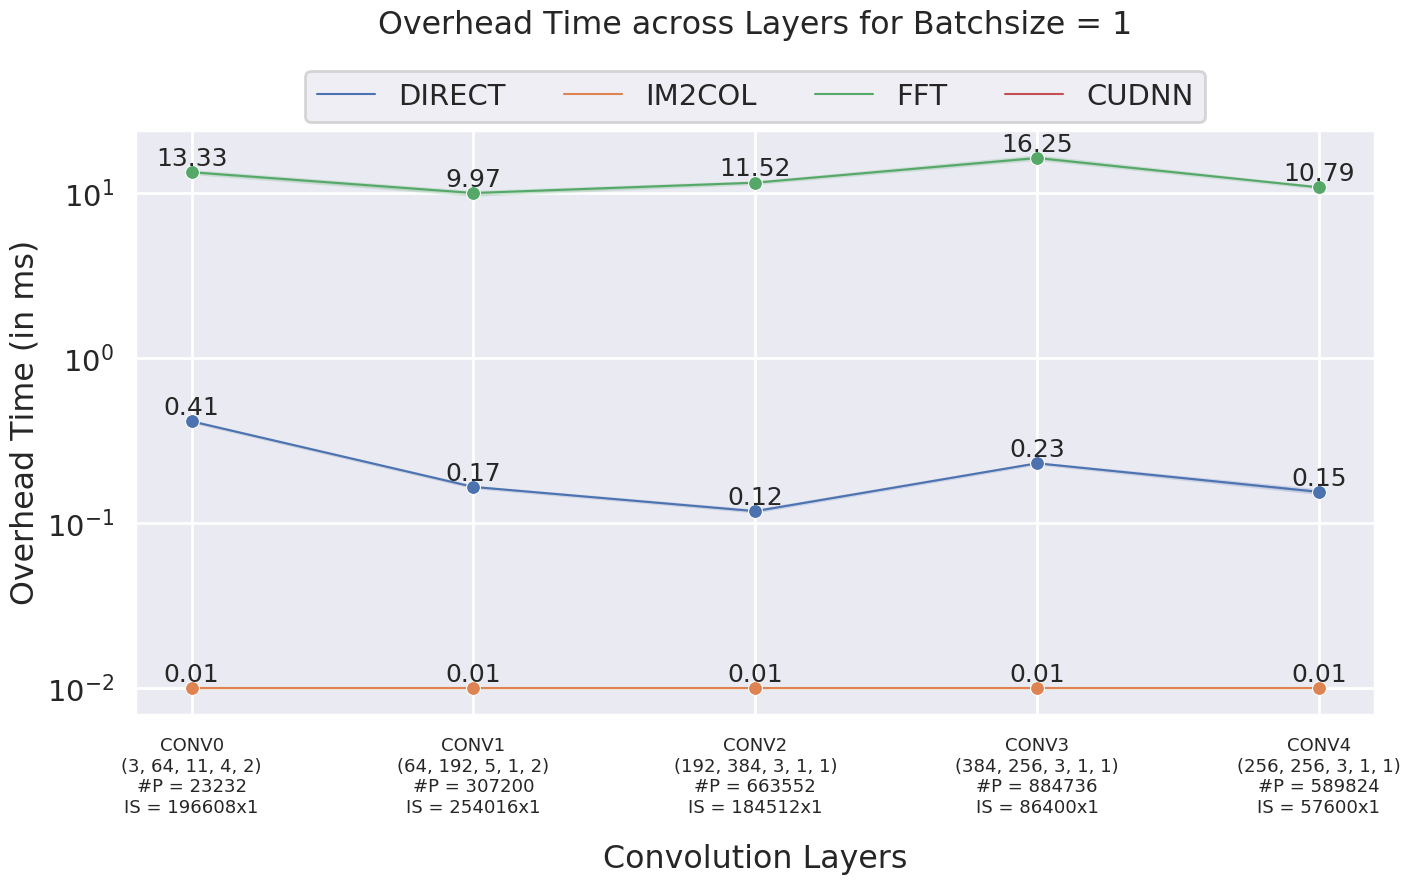 Overhead Time across Layers for Batchsize = 1
DIRECT IM2COL FFT CUDNN
13.33 9.97 11.52 16.25 10.79
0.41 0.17 0.12 0.23 0.15
0.01 0.01 0.01 0.01 0.01
Overhead Time (in ms)
10¹
10⁰
10⁻¹
10⁻²
CONV0 CONV1 CONV2 CONV3 CONV4
(3, 64, 11, 4, 2) (64, 192, 5, 1, 2) (192, 384, 3, 1, 1) (384, 256, 3, 1, 1) (256, 256, 3, 1, 1)
#P = 23232 #P = 307200 #P = 663552 #P = 884736 #P = 589824
IS = 196608x1 IS = 254016x1 IS = 184512x1 IS = 86400x1 IS = 57600x1
Convolution Layers